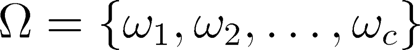 Ω = {ω₁, ω₂, . . . , ω_c}